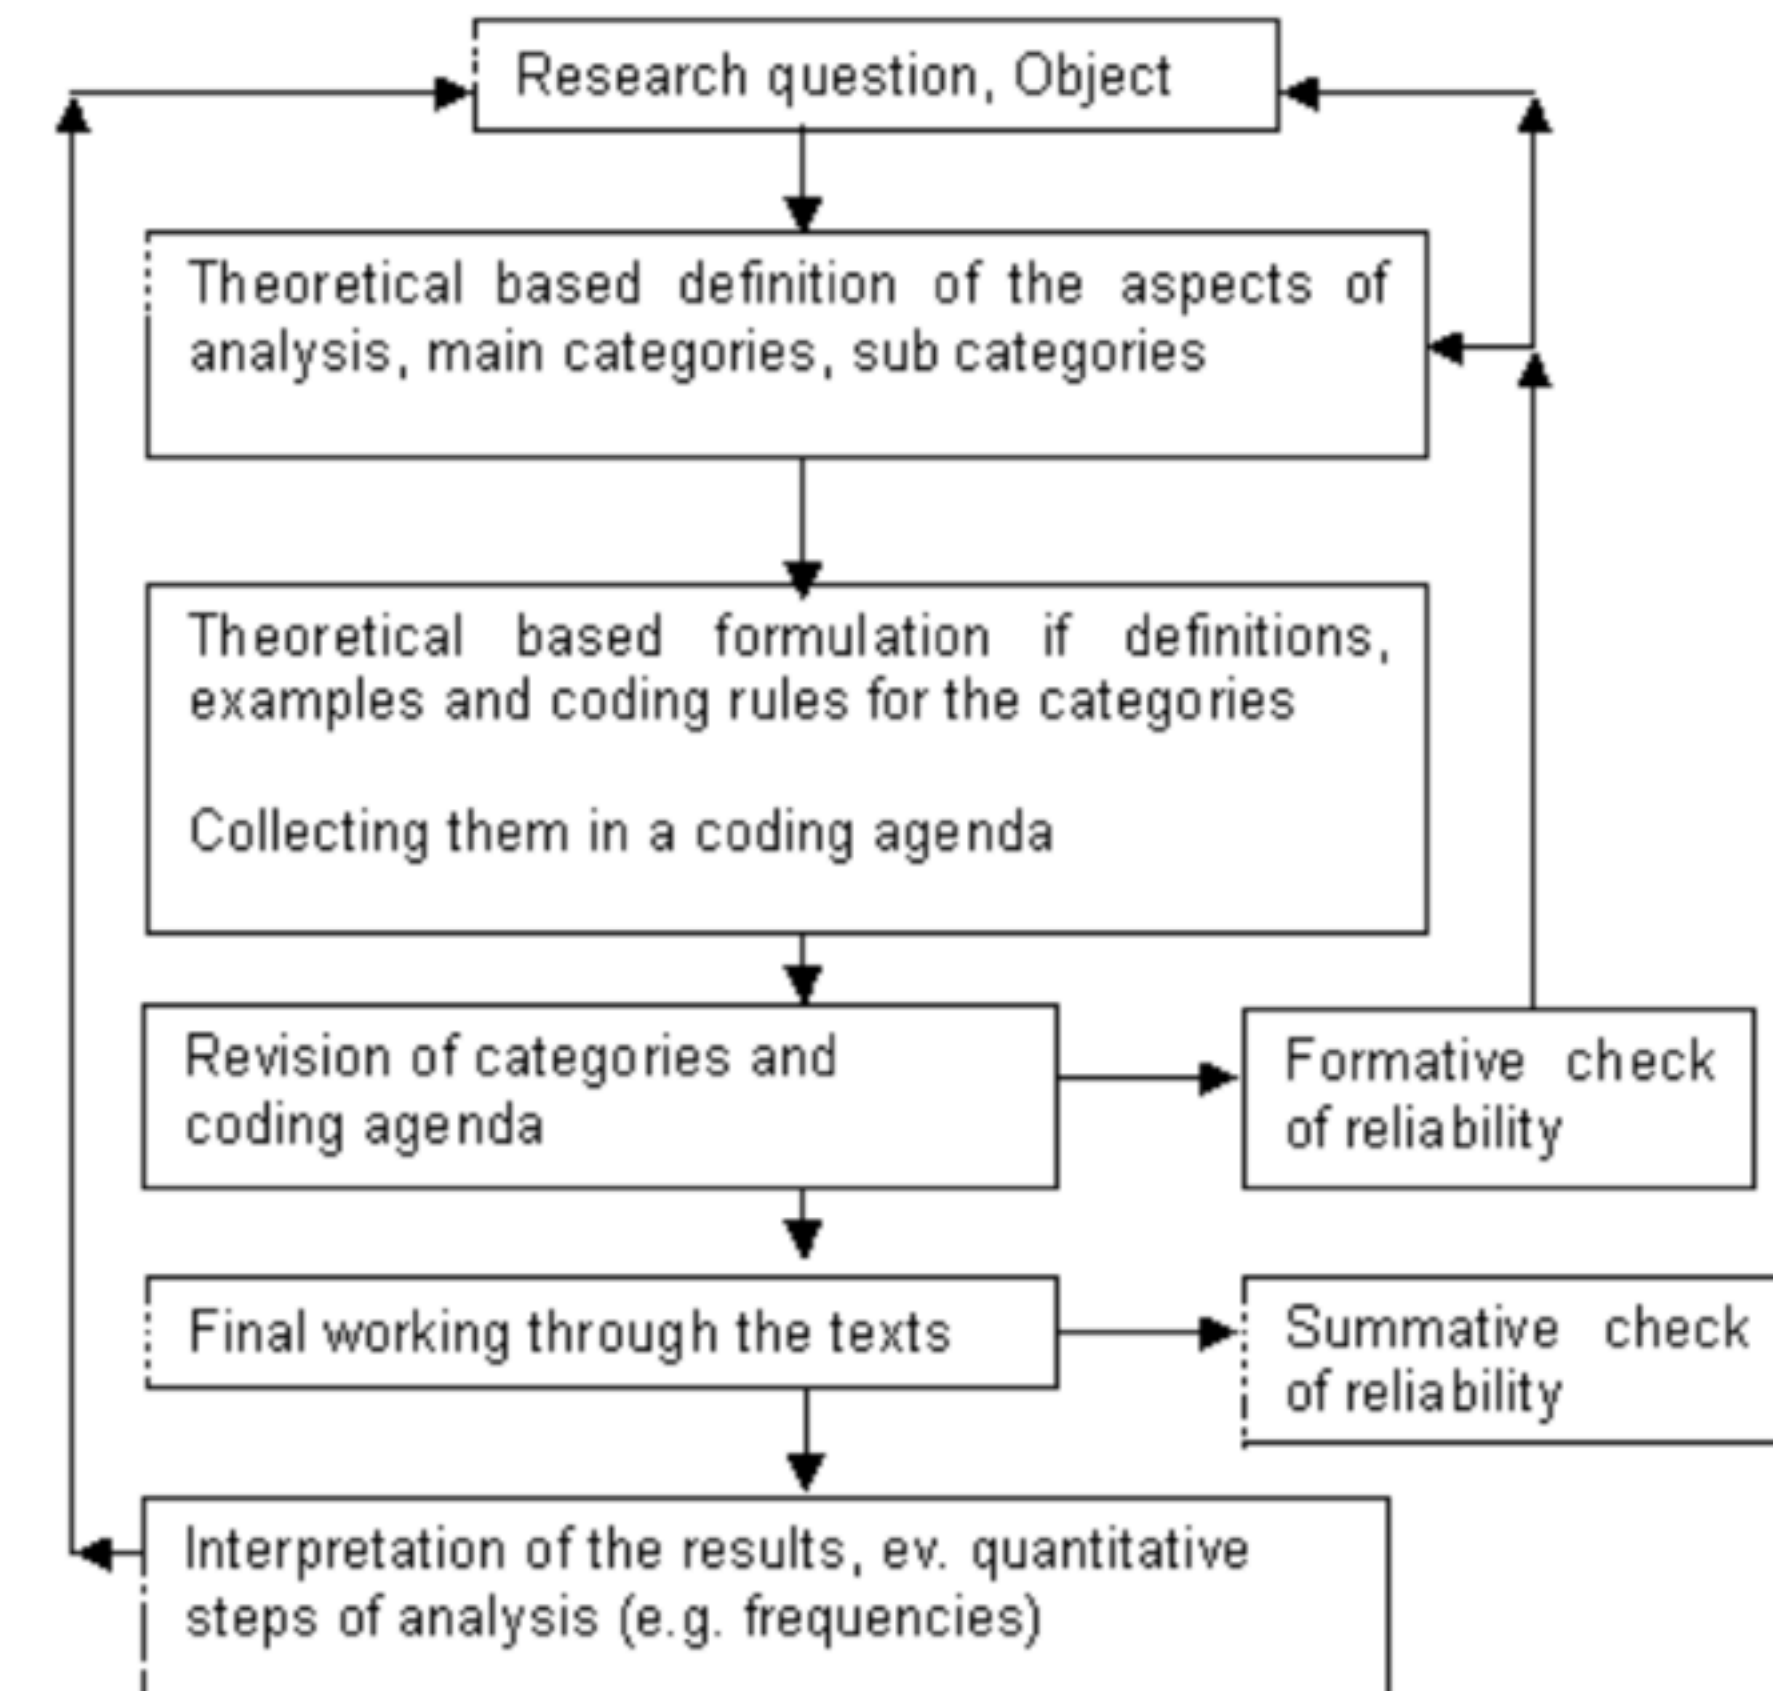 Research question, Object
Theoretical based definition of the aspects of
analysis, main categories, sub categories
Theoretical based formulation if definitions,
examples and coding rules for the categories
Collecting them in a coding agenda
Revision of categories and
coding agenda
Formative check
of reliability
Final working through the texts
Summative check
of reliability
Interpretation of the results, ev. quantitative
steps of analysis (e.g. frequencies)